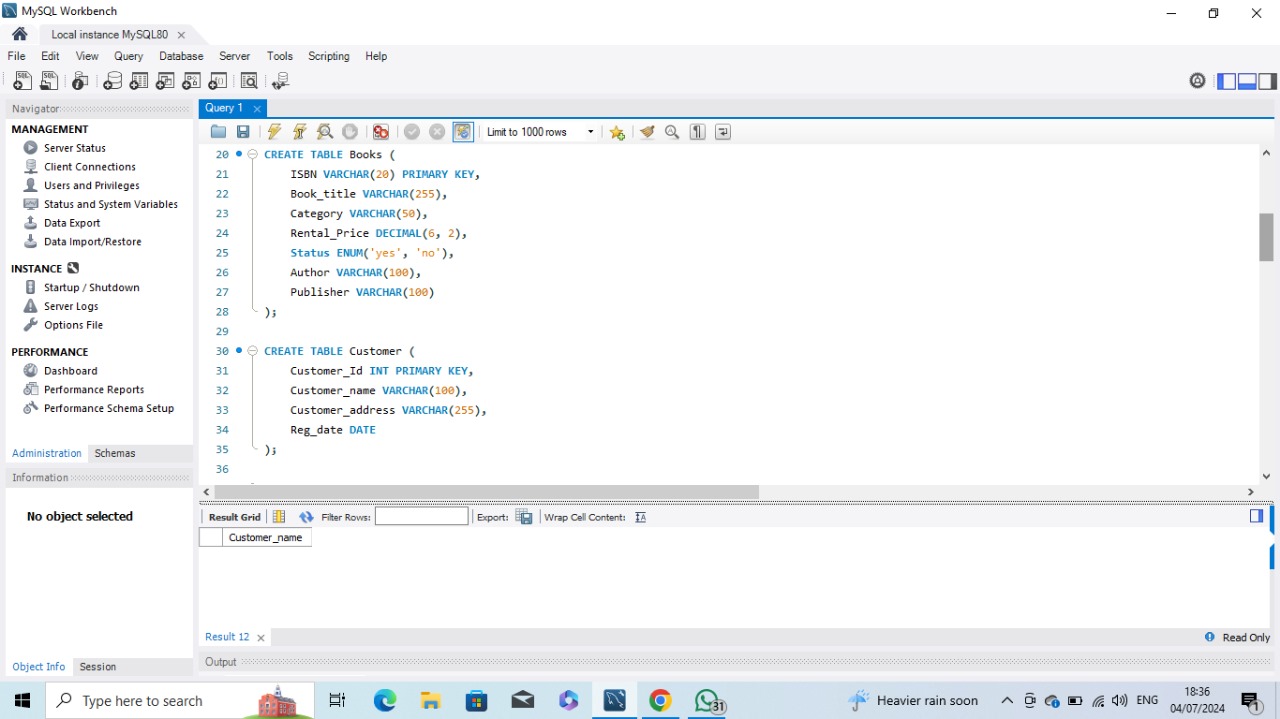 MySQL Workbench
Local instance MySQL80
File Edit View Query Database Server Tools Scripting Help
Navigator
MANAGEMENT
Server Status
Client Connections
Users and Privileges
Status and System Variables
Data Export
Data Import/Restore
INSTANCE
Startup / Shutdown
Server Logs
Options File
PERFORMANCE
Dashboard
Performance Reports
Performance Schema Setup
Administration Schemas
Information
No object selected
Object Info Session
Query 1
Limit to 1000 rows
20 CREATE TABLE Books (
21 ISBN VARCHAR(20) PRIMARY KEY,
22 Book_title VARCHAR(255),
23 Category VARCHAR(50),
24 Rental_Price DECIMAL(6, 2),
25 Status ENUM('yes', 'no'),
26 Author VARCHAR(100),
27 Publisher VARCHAR(100)
28 );
29
30 CREATE TABLE Customer (
31 Customer_Id INT PRIMARY KEY,
32 Customer_name VARCHAR(100),
33 Customer_address VARCHAR(255),
34 Reg_date DATE
35 );
36
Result Grid Filter Rows: Export: Wrap Cell Content:
Customer_name
Result 12 Read Only
Output
Type here to search
31
Heavier rain soon
ENG
18:36
04/07/2024
1